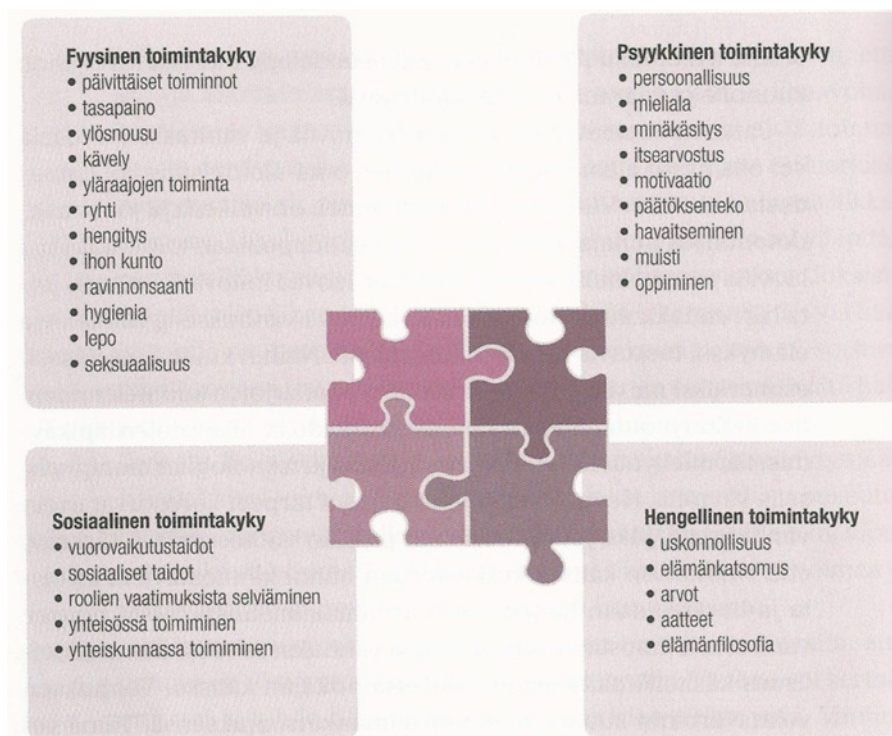 Fyysinen toimintakyky
• päivittäiset toiminnot
• tasapaino
• ylösnousu
• kävely
• yläraajojen toiminta
• ryhti
• hengitys
• ihon kunto
• ravinnonsaanti
• hygienia
• lepo
• seksuaalisuus
Psyykkinen toimintakyky
• persoonallisuus
• mieliala
• minäkästys
• itsearvostus
• motivaatio
• päätöksenteko
• havaitseminen
• muisti
• oppiminen
Sosiaalinen toimintakyky
• vuorovaikutustaidot
• sosiaaliset taidot
• roolien vaatimuksista selviäminen
• yhteisössä toimiminen
• yhteiskunnassa toimiminen
Hengellinen toimintakyky
• uskonnollisuus
• elämänkatsomus
• arvot
• aatteet
• elämänfilosofia